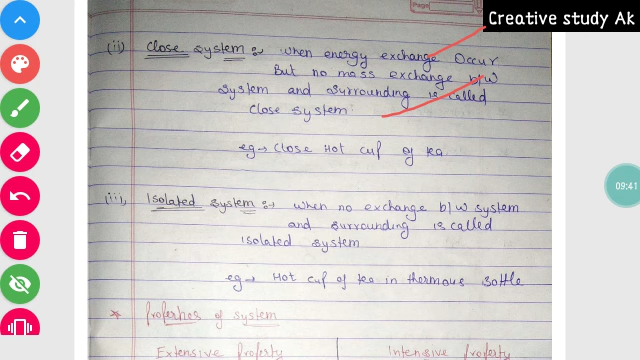 Page
Creative study Ak
(ii) Close system :- when energy exchange Occur
But no mass exchange b/w
system and surrounding is called
close system.
eg → close Hot cup of tea
09:41
(iii), Isolated system :- when no exchange b/w system
and surrounding is called
isolated system
eg → Hot cup of tea in thermous bottle
* Properties of system
Extensive property | Intensive property